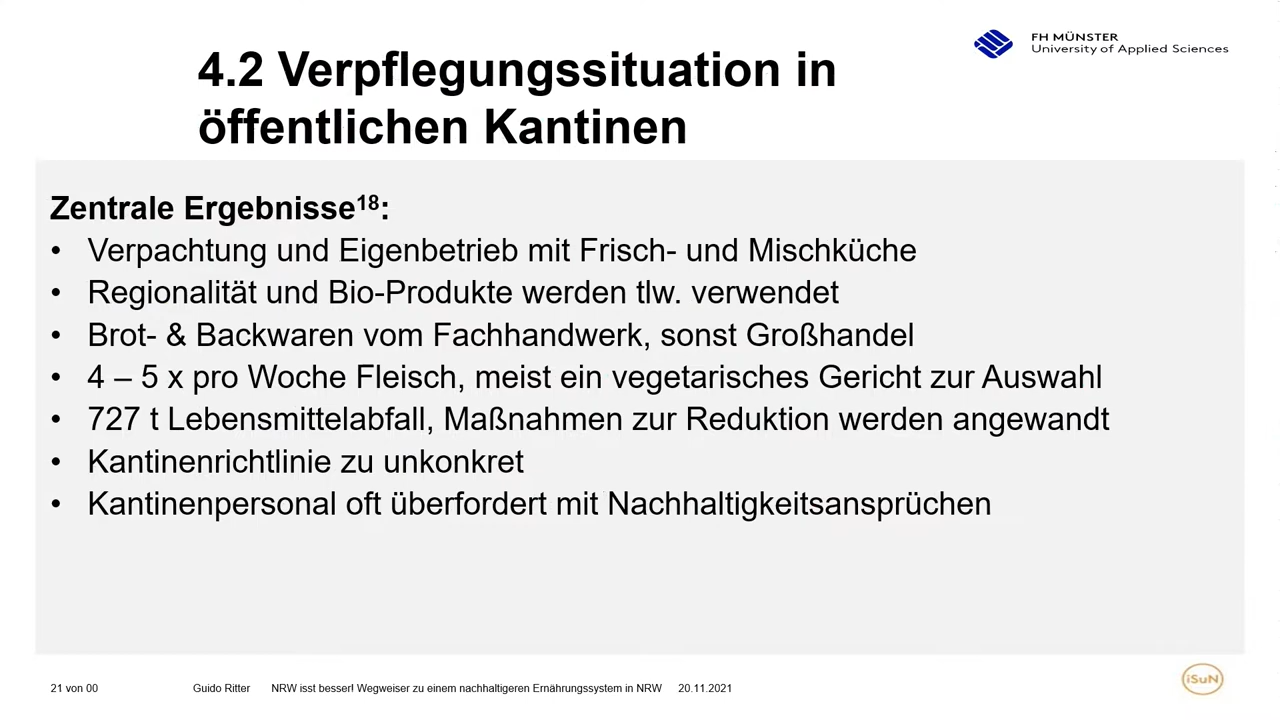 FH MÜNSTER
University of Applied Sciences
4.2 Verpflegungssituation in
öffentlichen Kantinen
Zentrale Ergebnisse¹⁸:
• Verpachtung und Eigenbetrieb mit Frisch- und Mischküche
• Regionalität und Bio-Produkte werden tlw. verwendet
• Brot- & Backwaren vom Fachhandwerk, sonst Großhandel
• 4 – 5 x pro Woche Fleisch, meist ein vegetarisches Gericht zur Auswahl
• 727 t Lebensmittelabfall, Maßnahmen zur Reduktion werden angewandt
• Kantinenrichtlinie zu unkonkret
• Kantinenpersonal oft überfordert mit Nachhaltigkeitsansprüchen
21 von 00 Guido Ritter NRW isst besser! Wegweiser zu einem nachhaltigeren Ernährungssystem in NRW 20.11.2021
iSuN